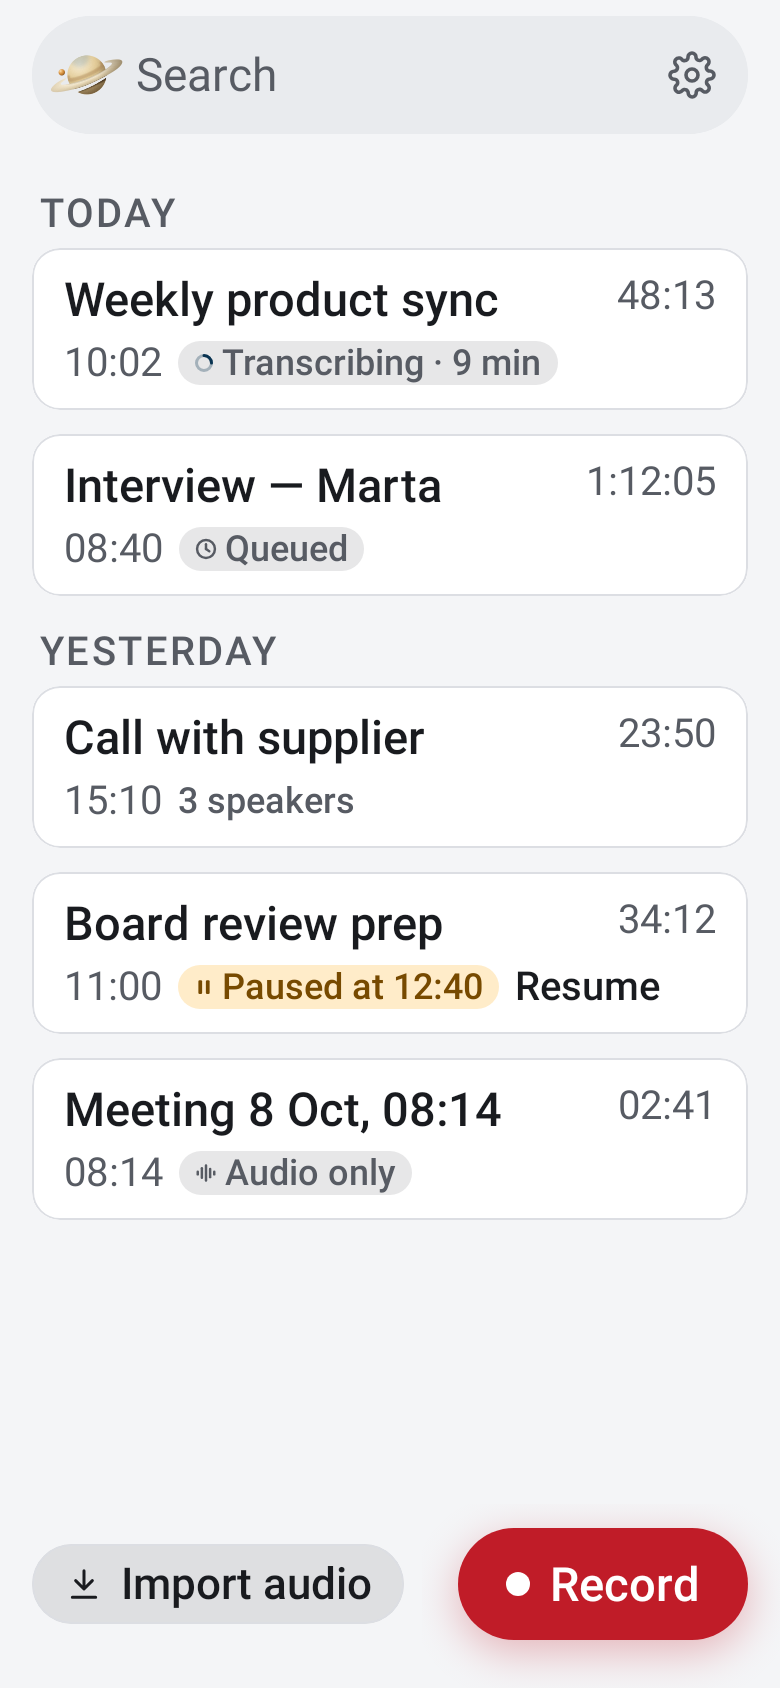 Search
TODAY
Weekly product sync 48:13
10:02 Transcribing · 9 min
Interview — Marta 1:12:05
08:40 Queued
YESTERDAY
Call with supplier 23:50
15:10 3 speakers
Board review prep 34:12
11:00 Paused at 12:40 Resume
Meeting 8 Oct, 08:14 02:41
08:14 Audio only
Import audio Record